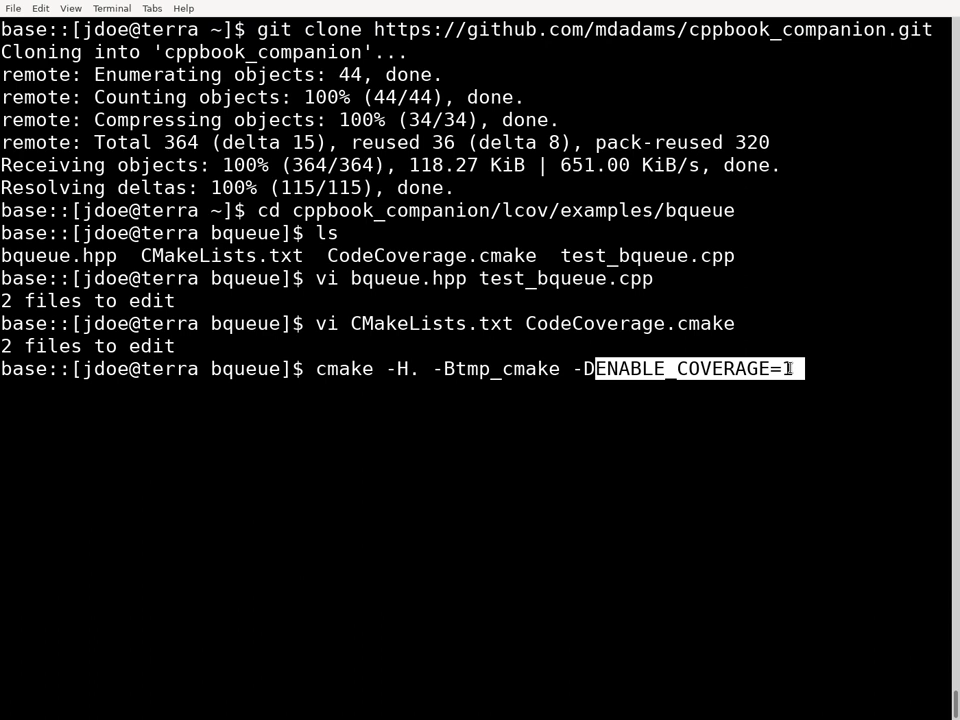 File Edit View Terminal Tabs Help
base::[jdoe@terra ~]$ git clone https://github.com/mdadams/cppbook_companion.git
Cloning into 'cppbook_companion'...
remote: Enumerating objects: 44, done.
remote: Counting objects: 100% (44/44), done.
remote: Compressing objects: 100% (34/34), done.
remote: Total 364 (delta 15), reused 36 (delta 8), pack-reused 320
Receiving objects: 100% (364/364), 118.27 KiB | 651.00 KiB/s, done.
Resolving deltas: 100% (115/115), done.
base::[jdoe@terra ~]$ cd cppbook_companion/lcov/examples/bqueue
base::[jdoe@terra bqueue]$ ls
bqueue.hpp  CMakeLists.txt  CodeCoverage.cmake  test_bqueue.cpp
base::[jdoe@terra bqueue]$ vi bqueue.hpp test_bqueue.cpp
2 files to edit
base::[jdoe@terra bqueue]$ vi CMakeLists.txt CodeCoverage.cmake
2 files to edit
base::[jdoe@terra bqueue]$ cmake -H. -Btmp_cmake -DENABLE_COVERAGE=1